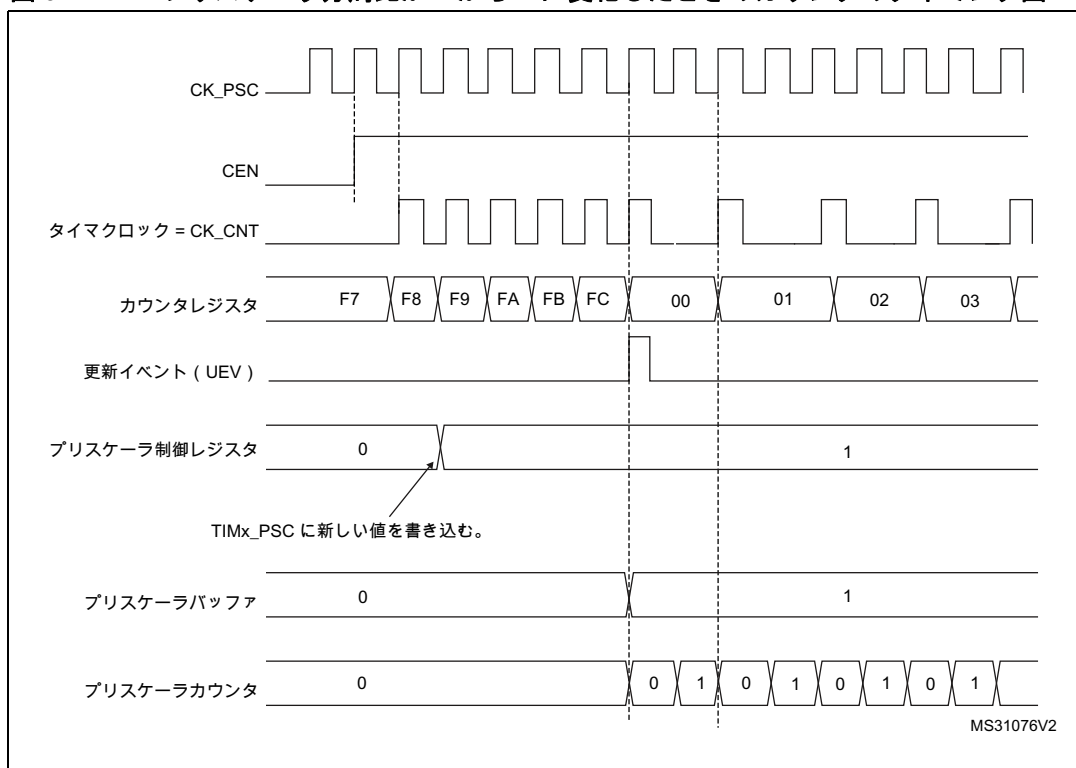 CK_PSC
CEN
タイマクロック = CK_CNT
カウンタレジスタ
F7 F8 F9 FA FB FC 00 01 02 03
更新イベント ( UEV )
プリスケーラ制御レジスタ
0 1
TIMx_PSC に新しい値を書き込む。
プリスケーラバッファ
0 1
プリスケーラカウンタ
0 0 1 0 1 0 1 0 1
MS31076V2